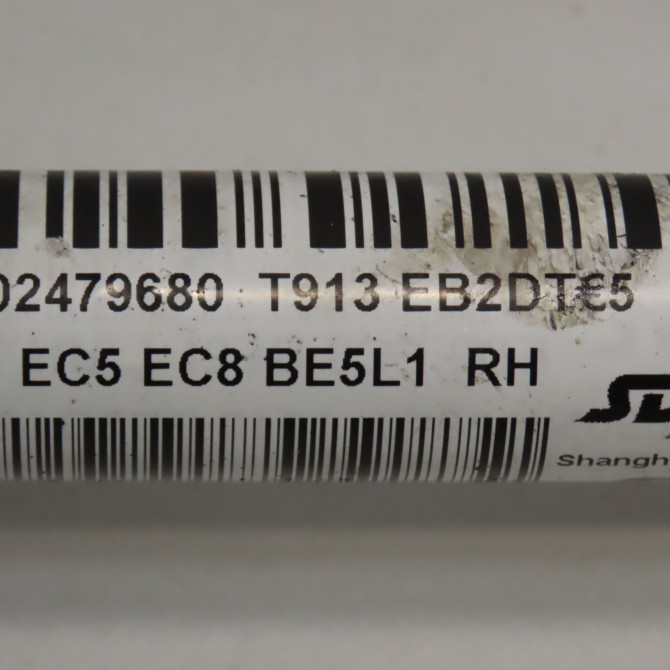 02479680 T913 EB2DTE5
EC5 EC8 BE5L1 RH
Shangh